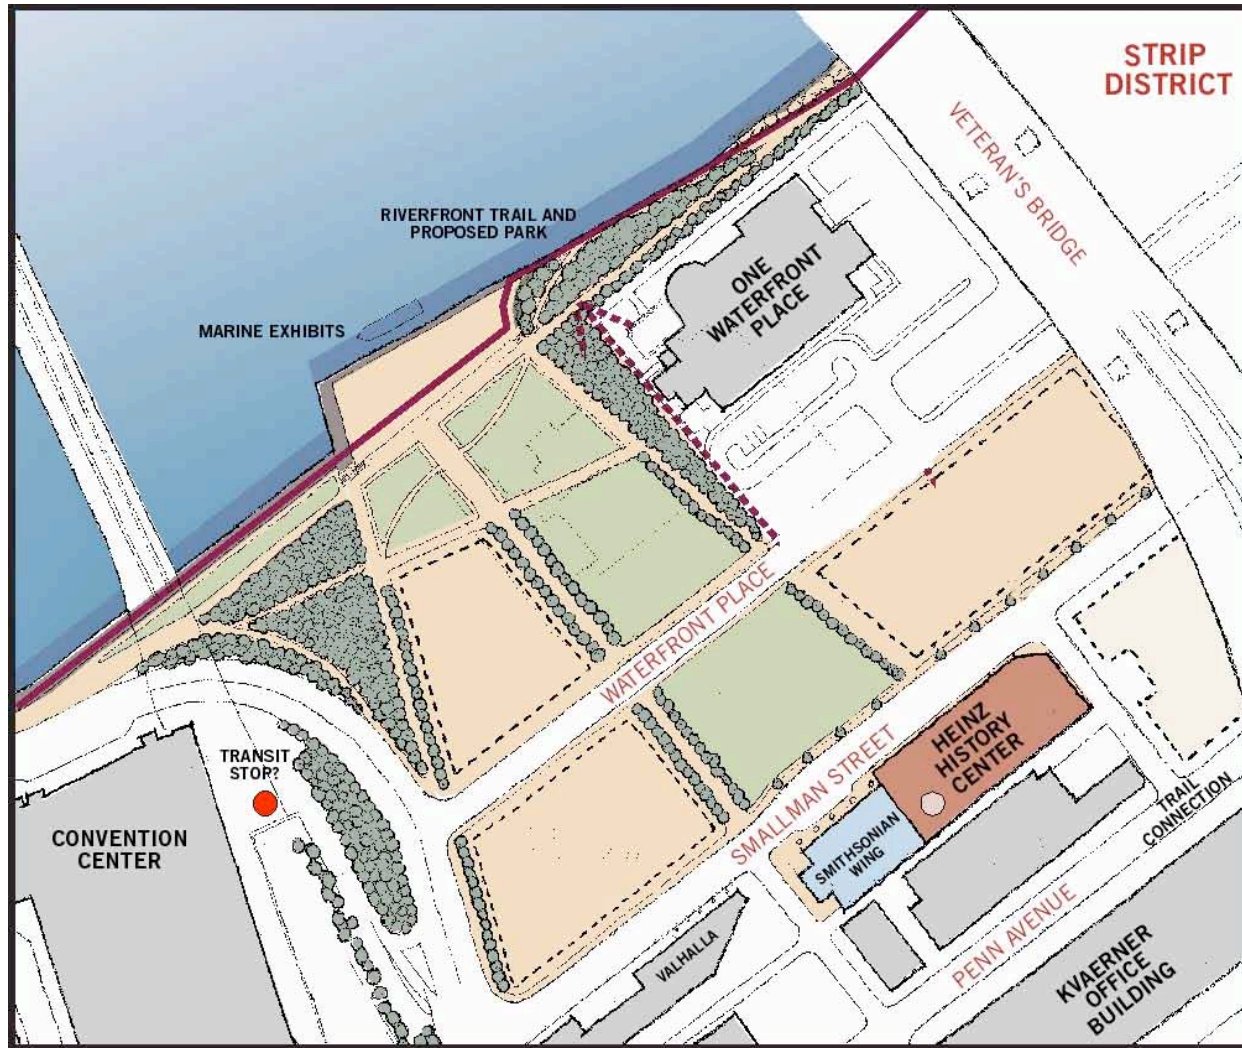 STRIP
DISTRICT
VETERAN'S BRIDGE
RIVERFRONT TRAIL AND
PROPOSED PARK
ONE
WATERFRONT
PLACE
MARINE EXHIBITS
WATERFRONT PLACE
TRANSIT
STOP?
HEINZ
HISTORY
CENTER
SMALLMAN STREET
CONVENTION
CENTER
TRAIL
CONNECTION
SMITHSONIAN
WING
PENN AVENUE
VALHALLA
KVAERNER
OFFICE
BUILDING